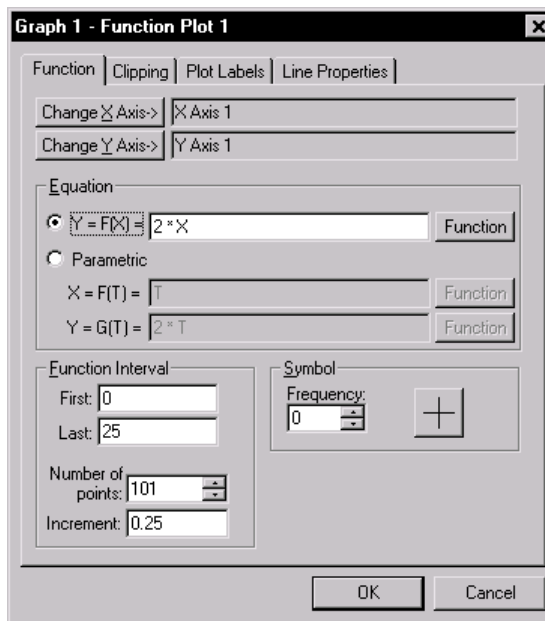 Graph 1 - Function Plot 1
Function Clipping Plot Labels Line Properties
Change X Axis-> X Axis 1
Change Y Axis-> Y Axis 1
Equation
Y = F(X) = 2 * X Function
Parametric
X = F(T) = T Function
Y = G(T) = 2 * T Function
Function Interval
First: 0
Last: 25
Number of
points: 101
Increment: 0.25
Symbol
Frequency:
0
OK Cancel